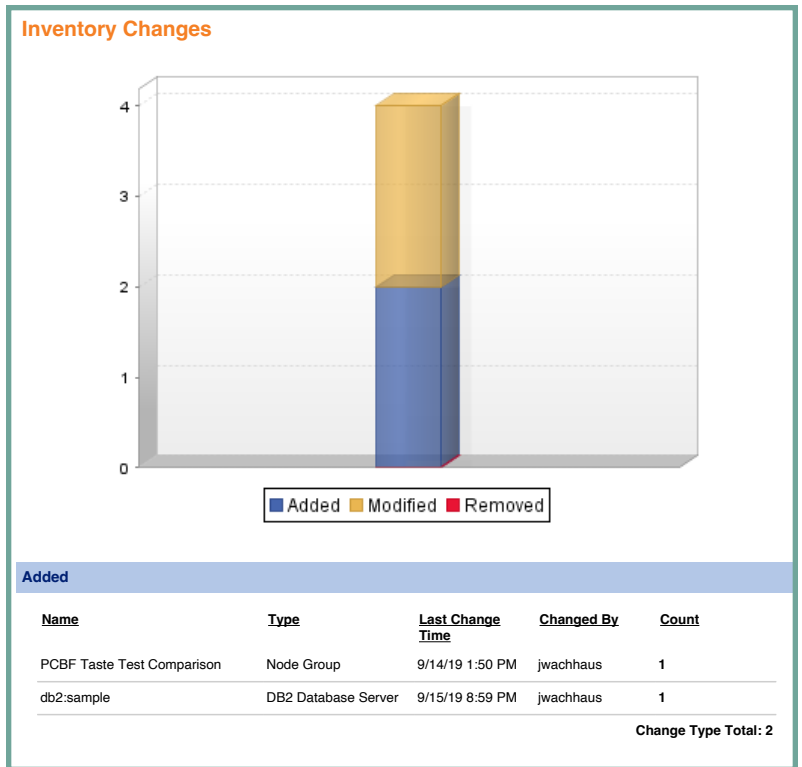 Inventory Changes
4
3
2
1
0
Added Modified Removed
Added
Name Type Last Change Time Changed By Count
PCBF Taste Test Comparison Node Group 9/14/19 1:50 PM jwachhaus 1
db2:sample DB2 Database Server 9/15/19 8:59 PM jwachhaus 1
Change Type Total: 2